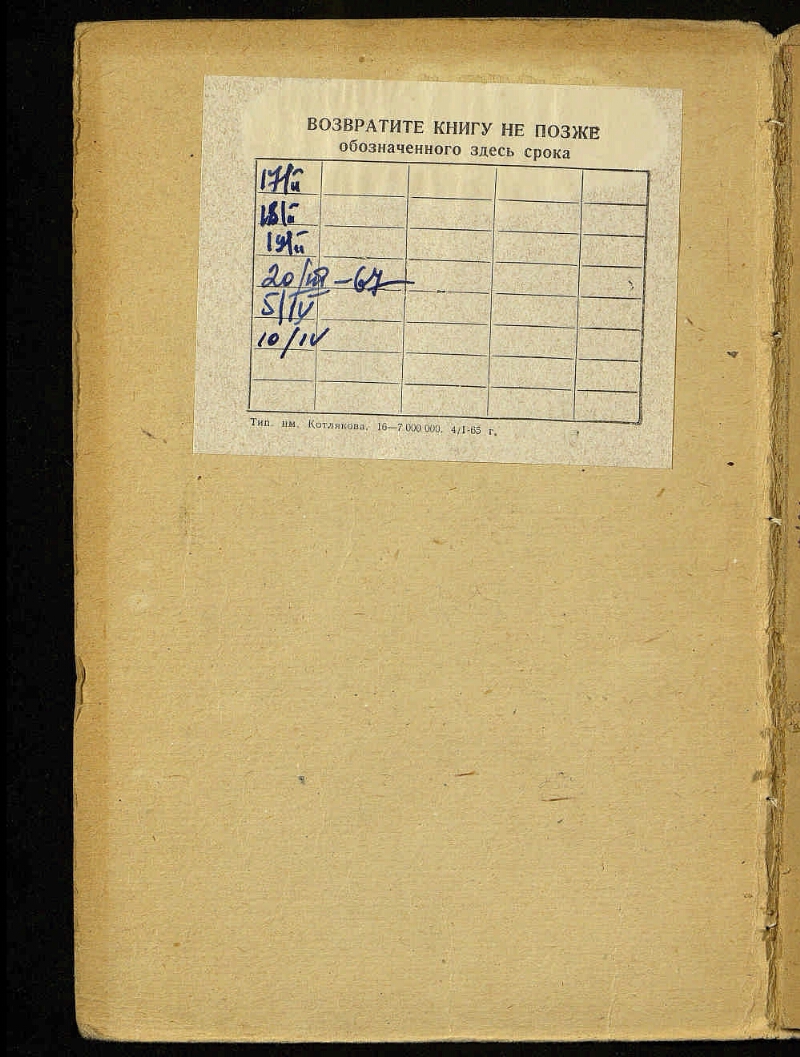 ВОЗВРАТИТЕ КНИГУ НЕ ПОЗЖЕ
обозначенного здесь срока
17/II
18/II
19/II
20/III -67
5/IV
10/IV
Тип. им. Котлякова. 16—7.000 000. 4/I-65 г.